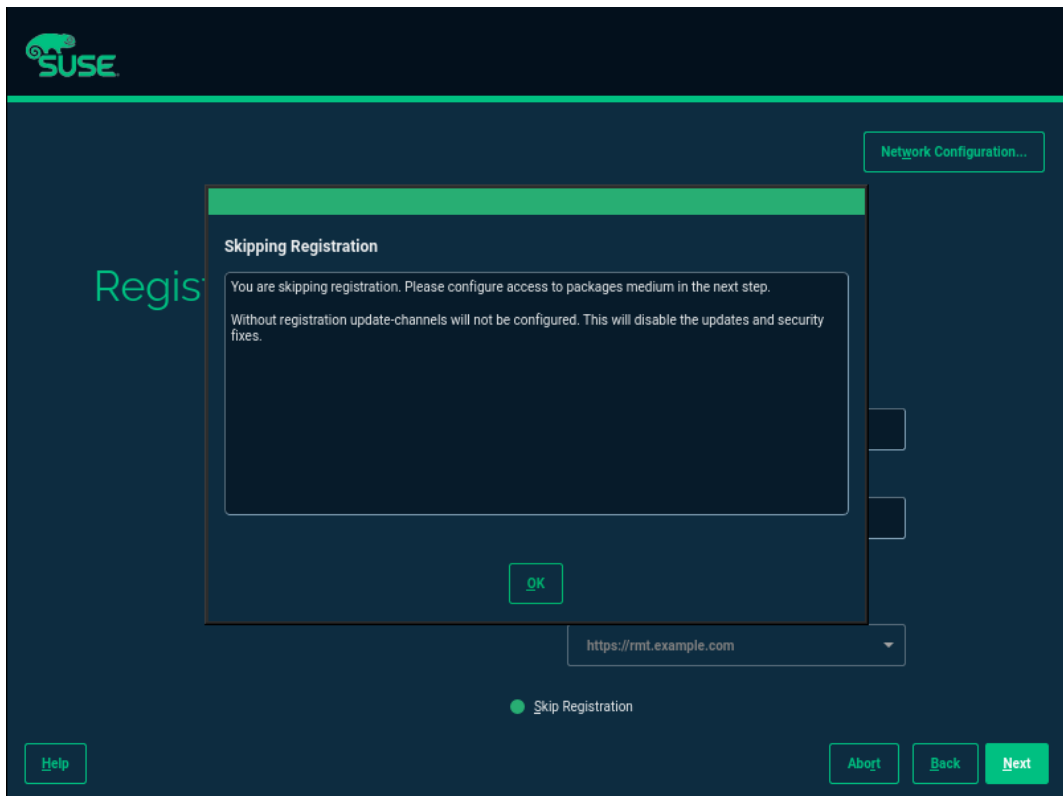 SUSE
Network Configuration...
Skipping Registration
Regis
You are skipping registration. Please configure access to packages medium in the next step.
Without registration update-channels will not be configured. This will disable the updates and security
fixes.
OK
https://rmt.example.com
Skip Registration
Help
Abort
Back
Next